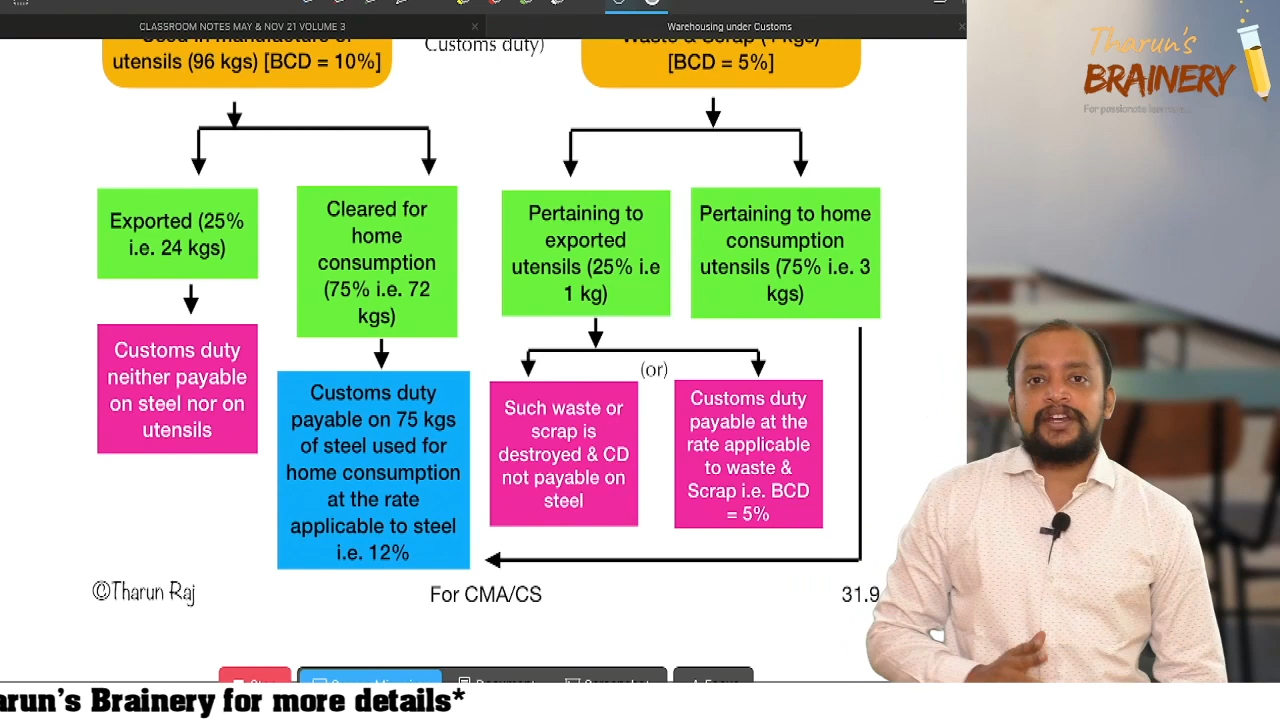 CLASSROOM NOTES MAY & NOV 21 VOLUME 3
Warehousing under Customs
Tharun's
BRAINERY
utensils (96 kgs) [BCD = 10%]
Customs duty)
[BCD = 5%]
Exported (25%
i.e. 24 kgs)
Cleared for
home
consumption
(75% i.e. 72
kgs)
Pertaining to
exported
utensils (25% i.e
1 kg)
Pertaining to home
consumption
utensils (75% i.e. 3
kgs)
Customs duty
neither payable
on steel nor on
utensils
Customs duty
payable on 75 kgs
of steel used for
home consumption
at the rate
applicable to steel
i.e. 12%
(or)
Such waste or
scrap is
destroyed & CD
not payable on
steel
Customs duty
payable at the
rate applicable
to waste &
Scrap i.e. BCD
= 5%
©Tharun Raj
For CMA/CS
31.9
arun's Brainery for more details*